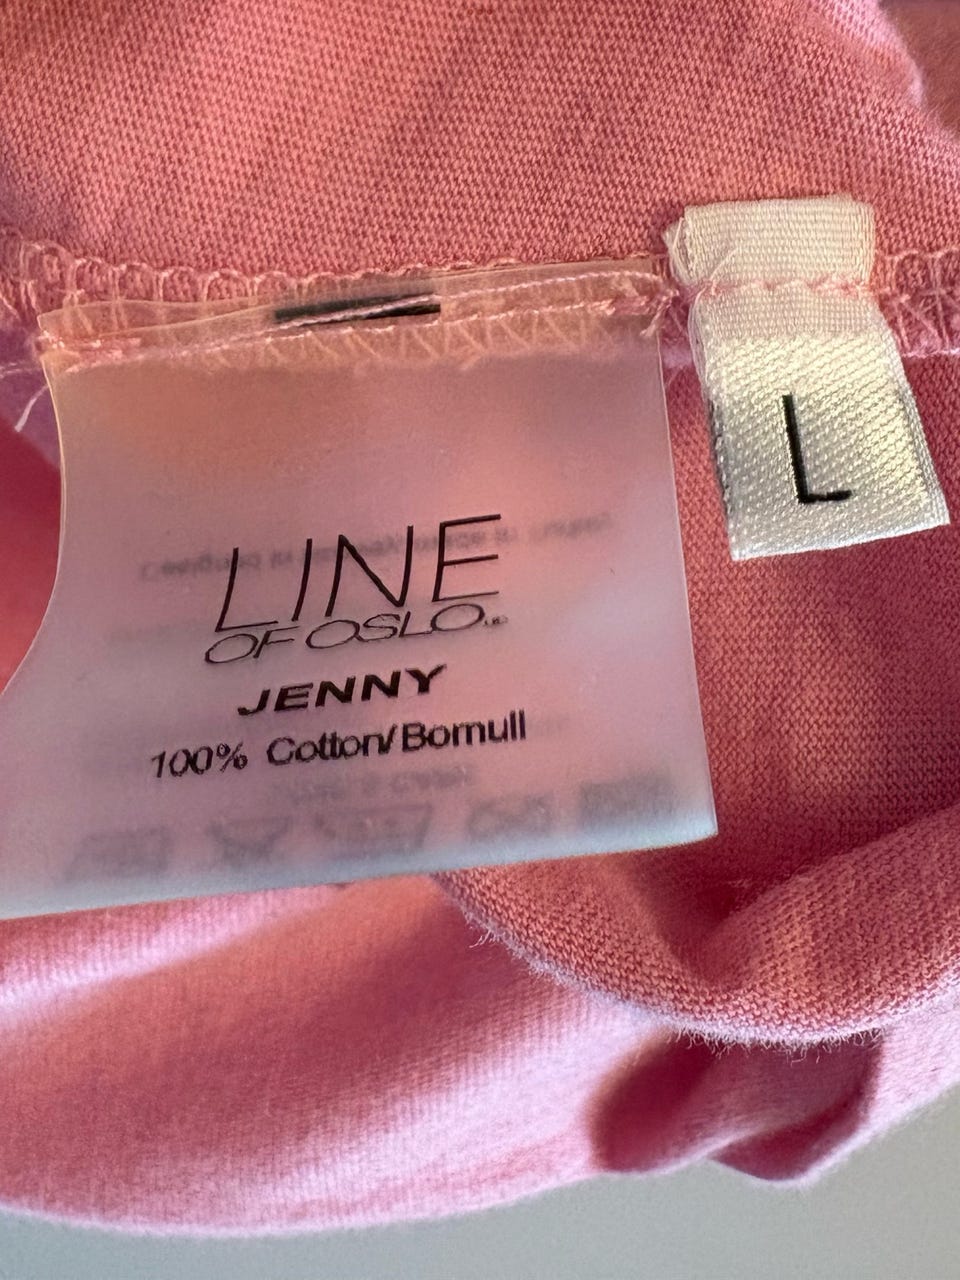 LINE
OF OSLO
JENNY
100% Cotton/Bomull
L